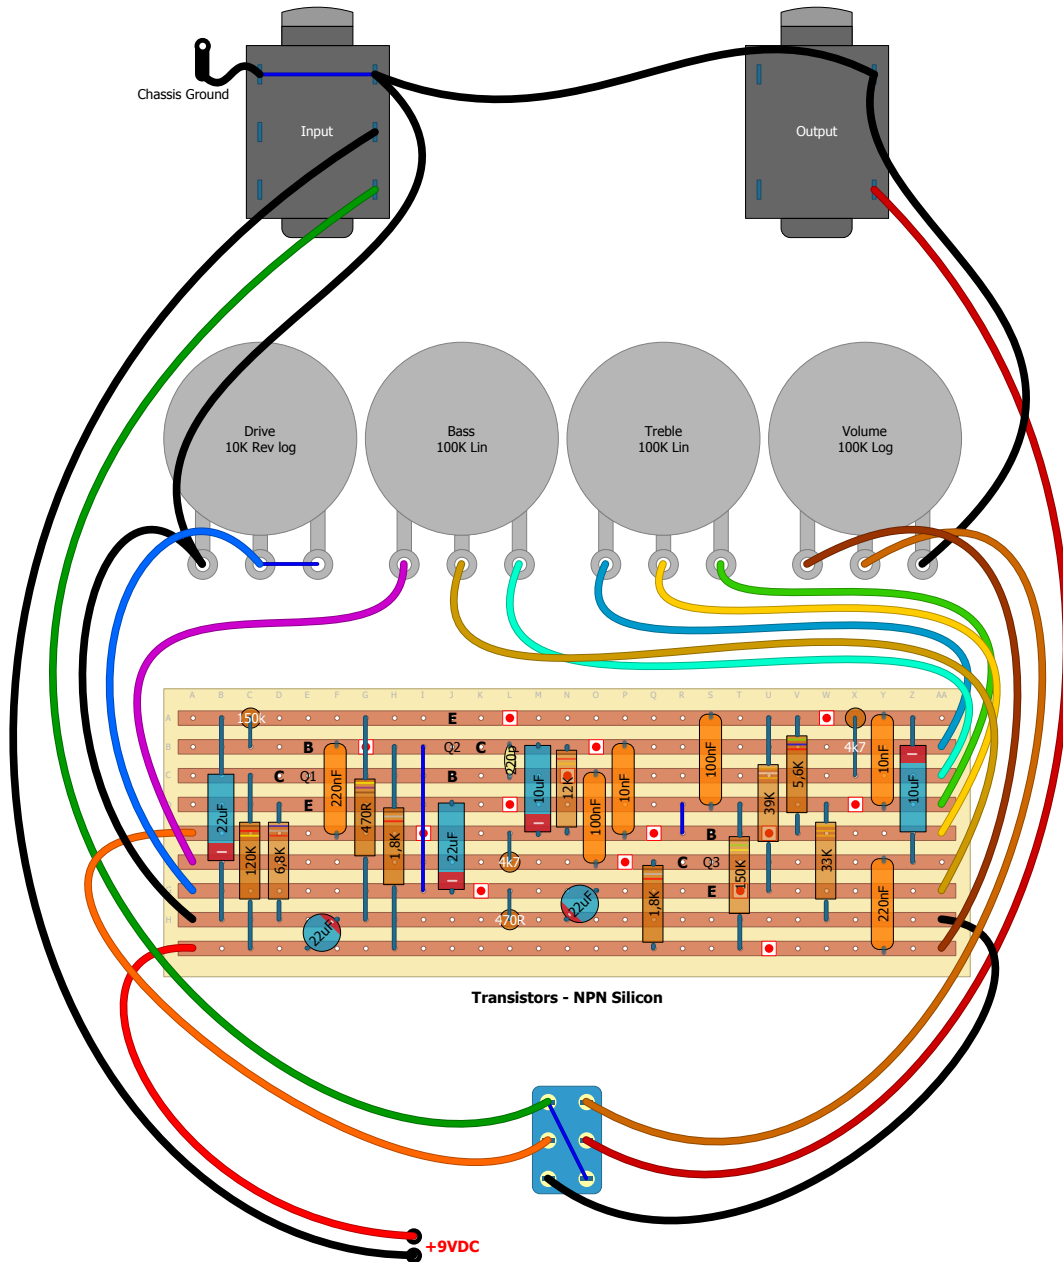 Chassis Ground
Input
Output
Drive
10K Rev log
Bass
100K Lin
Treble
100K Lin
Volume
100K Log
A B C D E F G H I J K L M N O P Q R S T U V W X Y Z AA
A
150k
E
B
B
Q2
C
220p
4k7
C
C
Q1
B
22uF
220nF
470R
10uF
12K
100nF
10nF
100nF
39K
5,6K
10nF
10uF
E
120K
6,8K
1,8K
22uF
100nF
B
4k7
C
Q3
150K
33K
G
1,8K
E
220nF
H
22uF
470R
22uF
Transistors - NPN Silicon
+9VDC